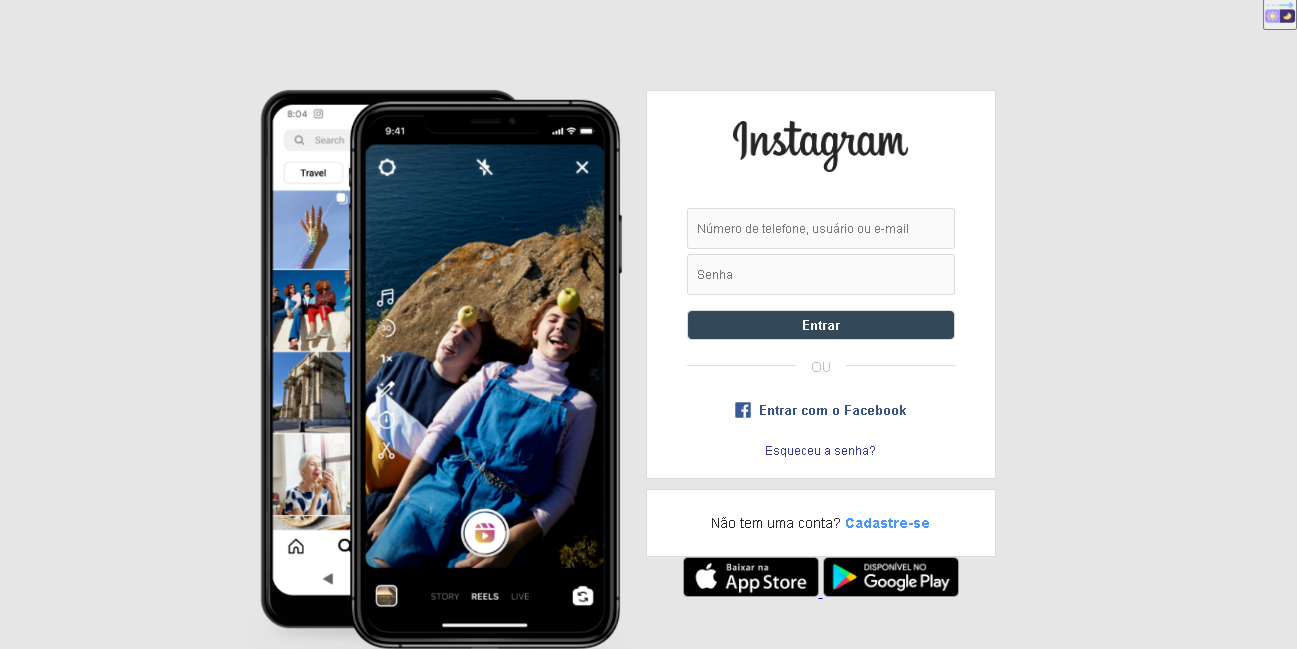 8:04
Search
Travel
9:41
30
1x
STORY REELS LIVE
Instagram
Número de telefone, usuário ou e-mail
Senha
Entrar
OU
Entrar com o Facebook
Esqueceu a senha?
Não tem uma conta? Cadastre-se
Baixar na
App Store
DISPONÍVEL NO
Google Play